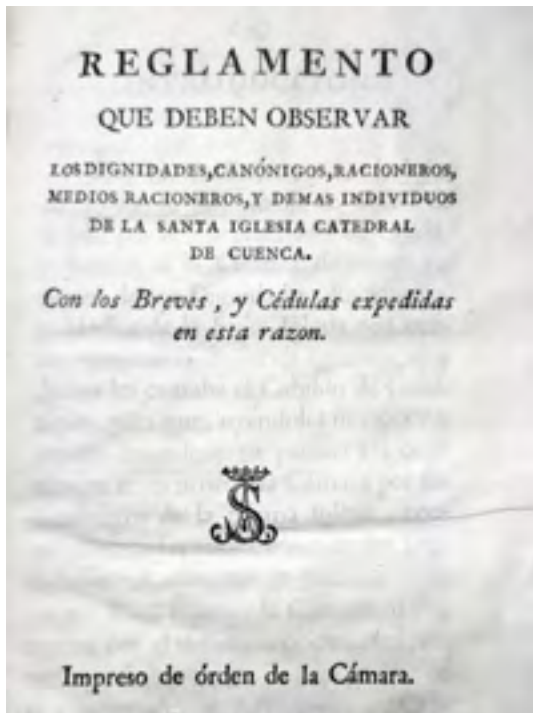 REGLAMENTO
QUE DEBEN OBSERVAR
LOS DIGNIDADES, CANÓNIGOS, RACIONEROS,
MEDIOS RACIONEROS, Y DEMAS INDIVIDUOS
DE LA SANTA IGLESIA CATEDRAL
DE CUENCA.
Con los Breves, y Cédulas expedidas
en esta razon.
Impreso de órden de la Cámara.